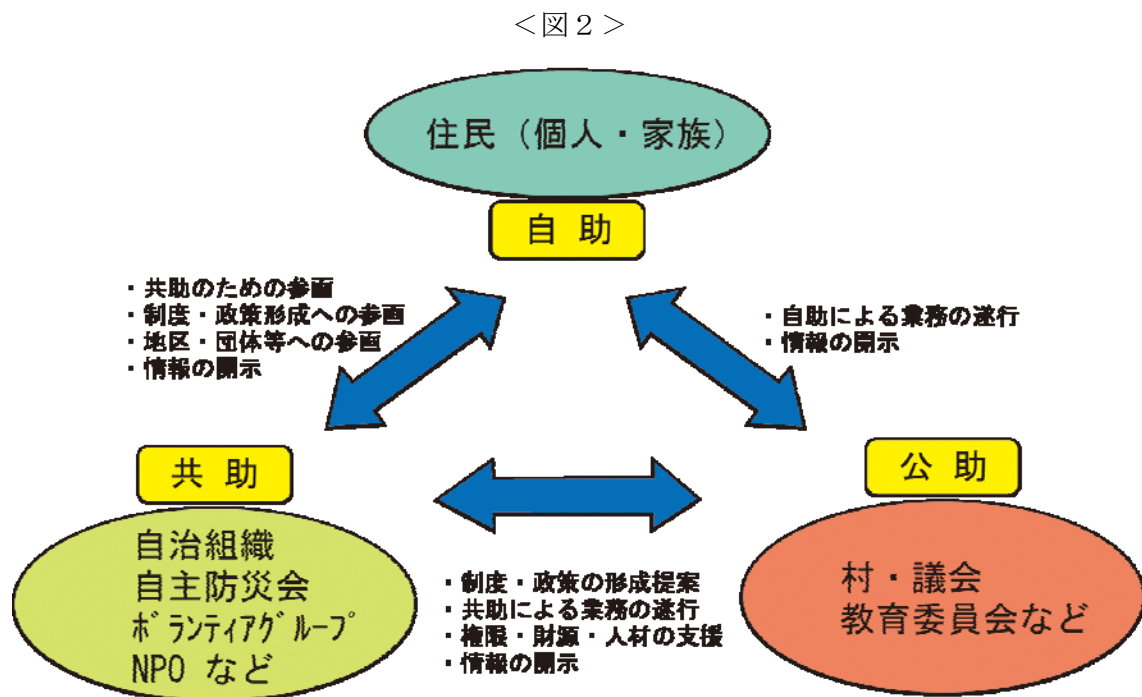 ＜図２＞
住民（個人・家族）
自 助
・共助のための参画
・制度・政策形成への参画
・地区・団体等への参画
・情報の開示
・自助による業務の遂行
・情報の開示
共 助
自治組織
自主防災会
ﾎﾞﾗﾝﾃｨｱｸﾞﾙｰﾌﾟ
NPO など
・制度・政策の形成提案
・共助による業務の遂行
・権限・財源・人材の支援
・情報の開示
公 助
村・議会
教育委員会など